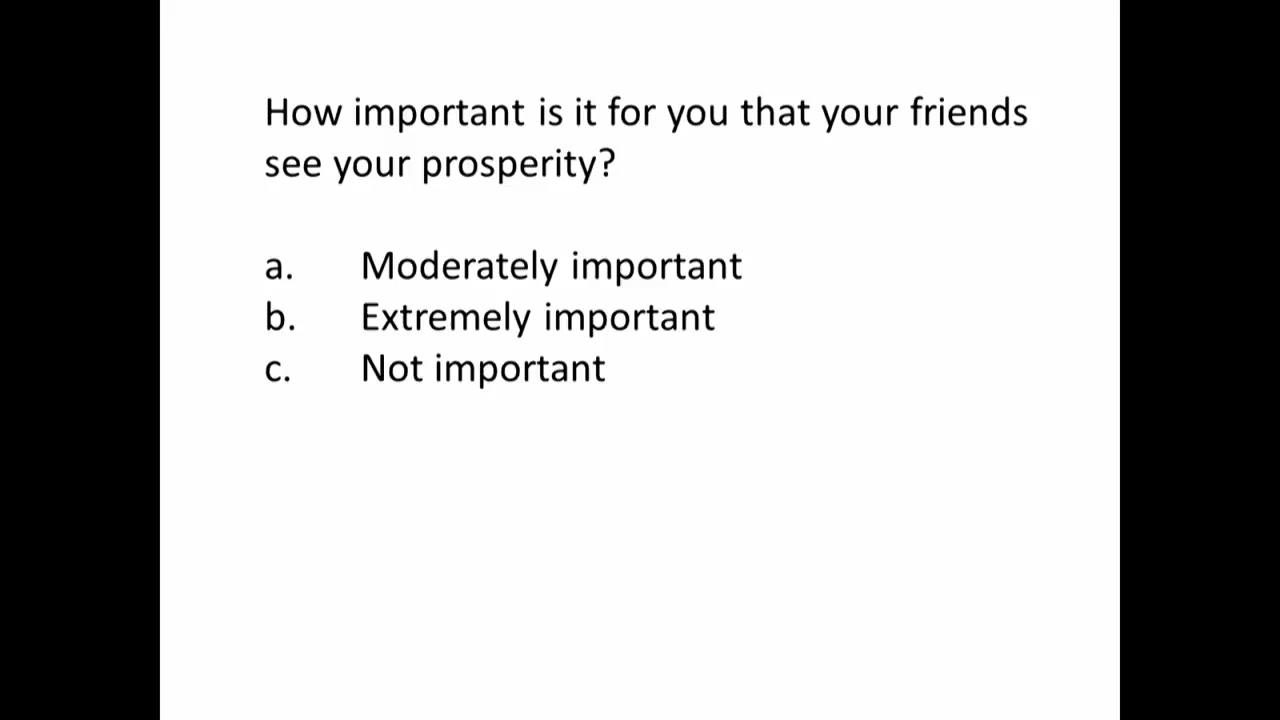 How important is it for you that your friends
see your prosperity?
a. Moderately important
b. Extremely important
c. Not important